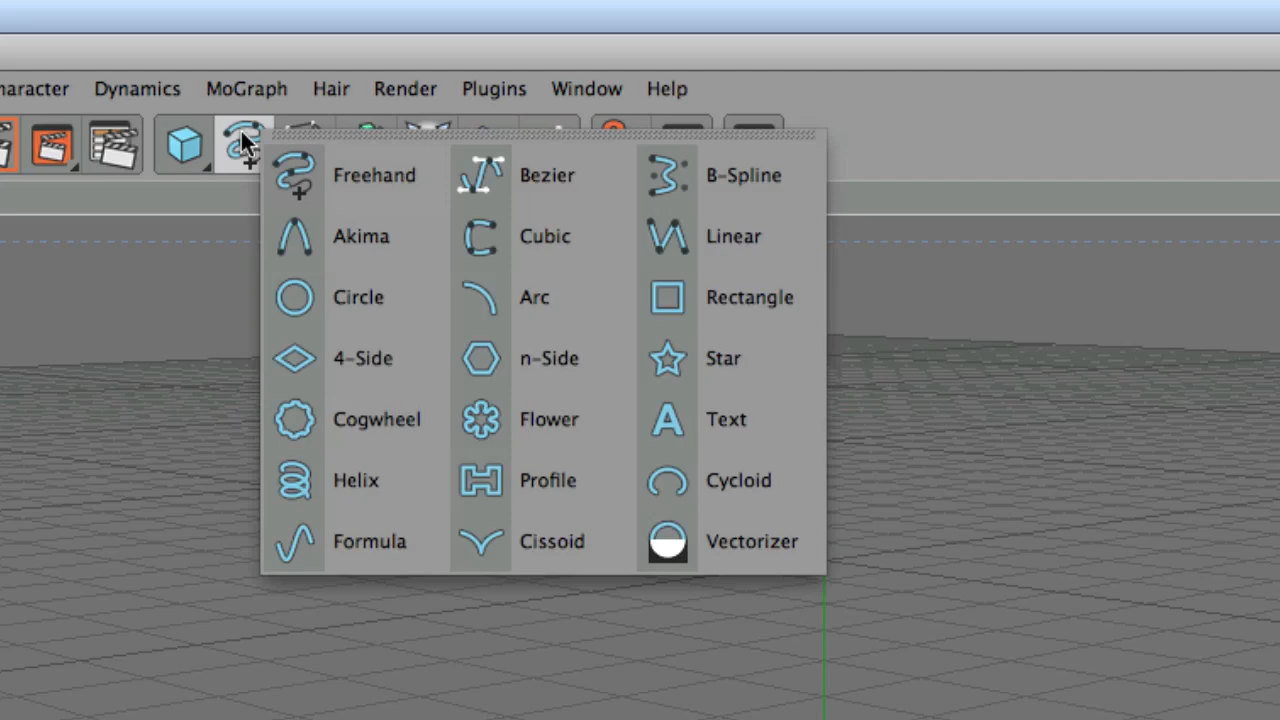 haracter Dynamics MoGraph Hair Render Plugins Window Help
Freehand Bezier B-Spline
Akima Cubic Linear
Circle Arc Rectangle
4-Side n-Side Star
Cogwheel Flower Text
Helix Profile Cycloid
Formula Cissoid Vectorizer